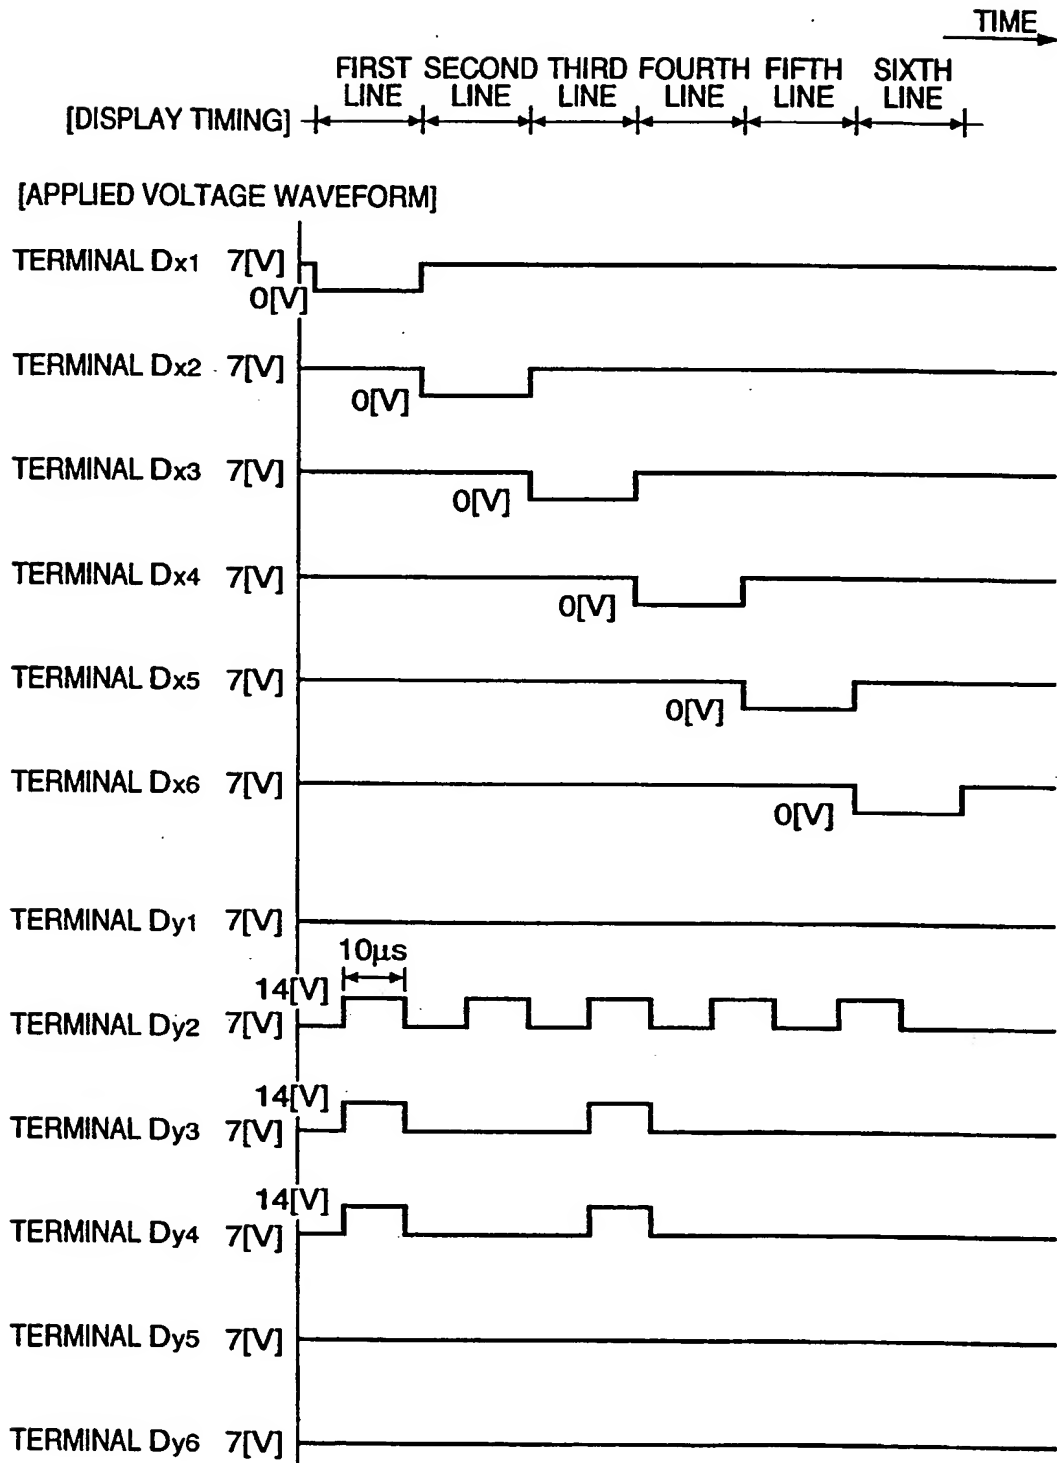 TIME
FIRST LINE SECOND LINE THIRD LINE FOURTH LINE FIFTH LINE SIXTH LINE
[DISPLAY TIMING]
[APPLIED VOLTAGE WAVEFORM]
TERMINAL Dx1 7[V]
0[V]
TERMINAL Dx2 7[V]
0[V]
TERMINAL Dx3 7[V]
0[V]
TERMINAL Dx4 7[V]
0[V]
TERMINAL Dx5 7[V]
0[V]
TERMINAL Dx6 7[V]
0[V]
TERMINAL Dy1 7[V]
10μs
14[V]
TERMINAL Dy2 7[V]
14[V]
TERMINAL Dy3 7[V]
14[V]
TERMINAL Dy4 7[V]
TERMINAL Dy5 7[V]
TERMINAL Dy6 7[V]